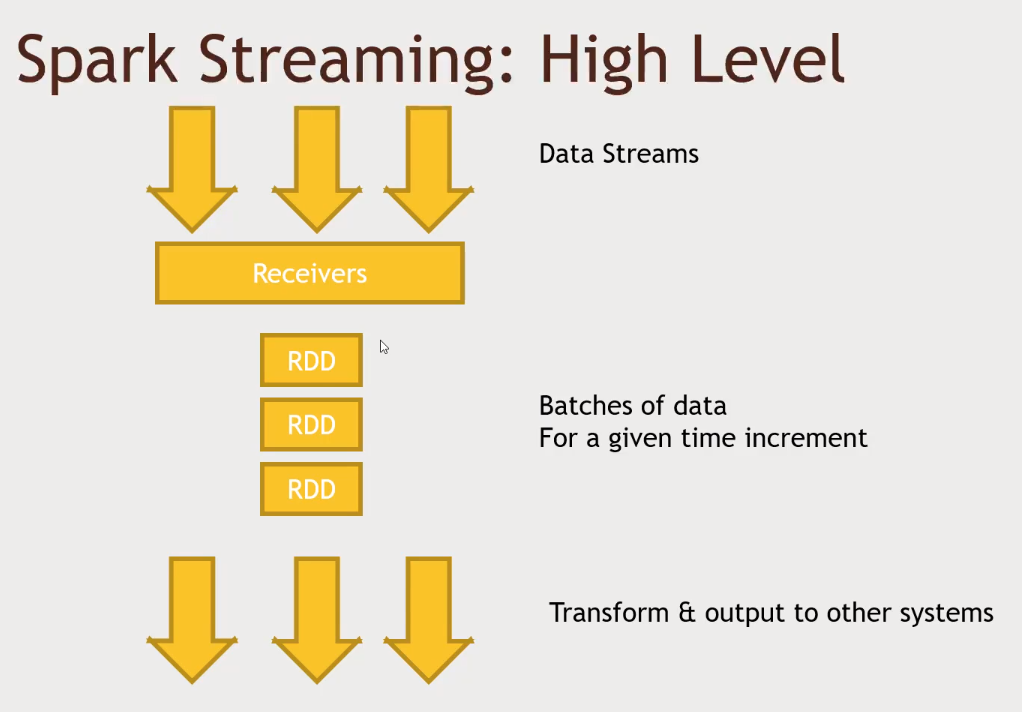 Spark Streaming: High Level
Data Streams
Receivers
RDD
Batches of data
For a given time increment
RDD
RDD
Transform & output to other systems